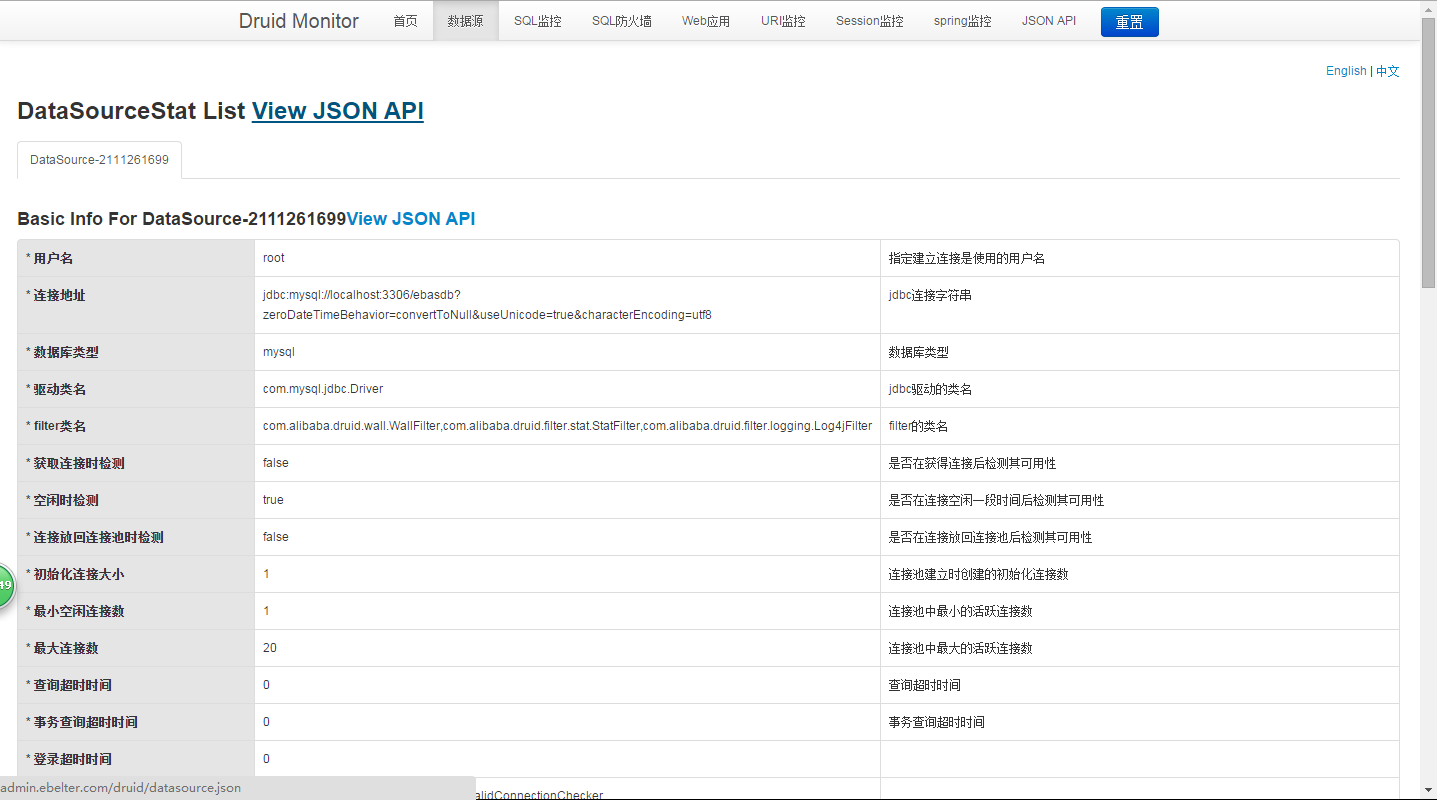 Druid Monitor 首页 数据源 SQL监控 SQL防火墙 Web应用 URI监控 Session监控 spring监控 JSON API 重置
English | 中文
DataSourceStat List View JSON API
DataSource-2111261699
Basic Info For DataSource-2111261699View JSON API
* 用户名 root 指定建立连接是使用的用户名
* 连接地址 jdbc:mysql://localhost:3306/ebasdb? jdbc连接字符串
zeroDateTimeBehavior=convertToNull&useUnicode=true&characterEncoding=utf8
* 数据库类型 mysql 数据库类型
* 驱动类名 com.mysql.jdbc.Driver jdbc驱动的类名
* filter类名 com.alibaba.druid.wall.WallFilter,com.alibaba.druid.filter.stat.StatFilter,com.alibaba.druid.filter.logging.Log4jFilter filter的类名
* 获取连接时检测 false 是否在获得连接后检测其可用性
* 空闲时检测 true 是否在连接空闲一段时间后检测其可用性
* 连接放回连接池时检测 false 是否在连接放回连接池后检测其可用性
* 初始化连接大小 1 连接池建立时创建的初始化连接数
49
* 最小空闲连接数 1 连接池中最小的活跃连接数
* 最大连接数 20 连接池中最大的活跃连接数
* 查询超时时间 0 查询超时时间
* 事务查询超时时间 0 事务查询超时时间
* 登录超时时间 0
admin.ebelter.com/druid/datasource.json
alidConnectionChecker